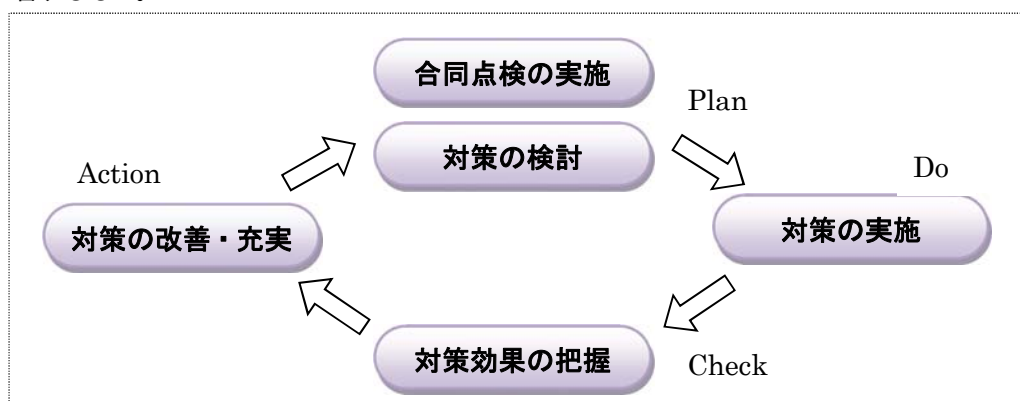 合同点検の実施
Plan
対策の検討
Action
Do
対策の改善・充実
対策の実施
対策効果の把握
Check